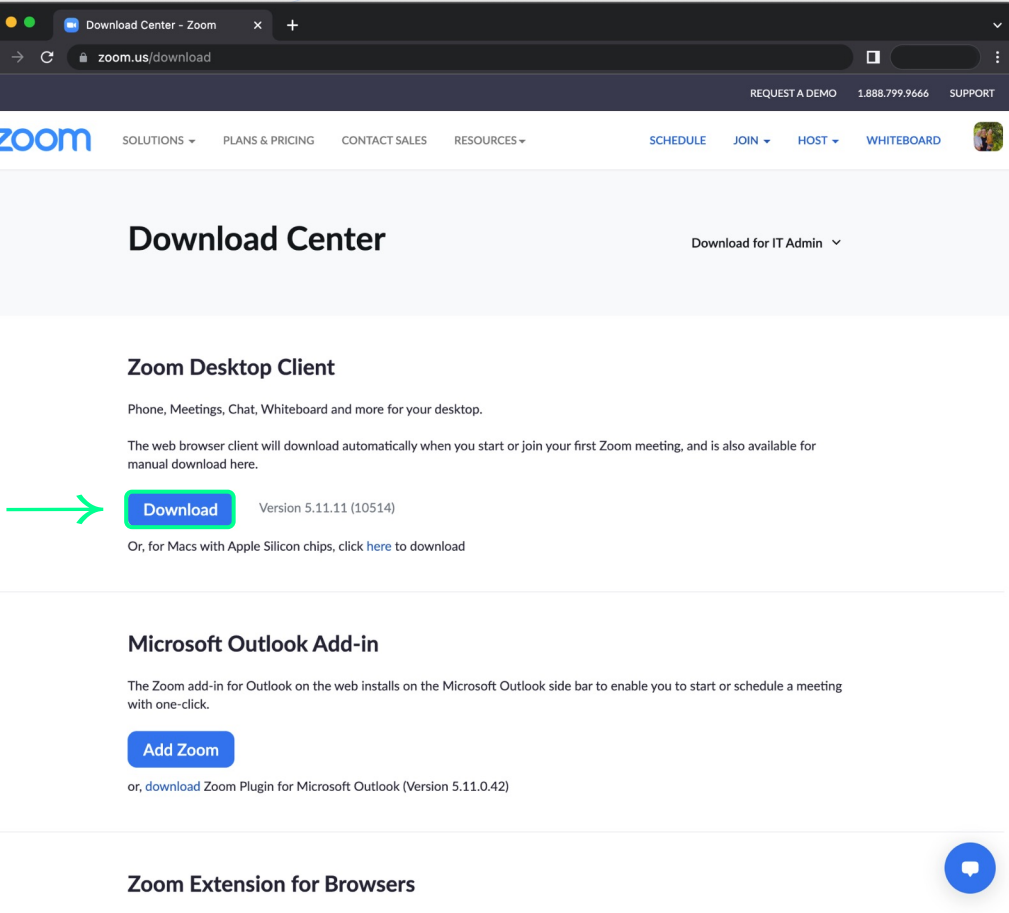 Download Center - Zoom
zoom.us/download
REQUEST A DEMO 1.888.799.9666 SUPPORT
zoom SOLUTIONS PLANS & PRICING CONTACT SALES RESOURCES SCHEDULE JOIN HOST WHITEBOARD
Download Center
Download for IT Admin
Zoom Desktop Client
Phone, Meetings, Chat, Whiteboard and more for your desktop.
The web browser client will download automatically when you start or join your first Zoom meeting, and is also available for
manual download here.
Download Version 5.11.11 (10514)
Or, for Macs with Apple Silicon chips, click here to download
Microsoft Outlook Add-in
The Zoom add-in for Outlook on the web installs on the Microsoft Outlook side bar to enable you to start or schedule a meeting
with one-click.
Add Zoom
or, download Zoom Plugin for Microsoft Outlook (Version 5.11.0.42)
Zoom Extension for Browsers